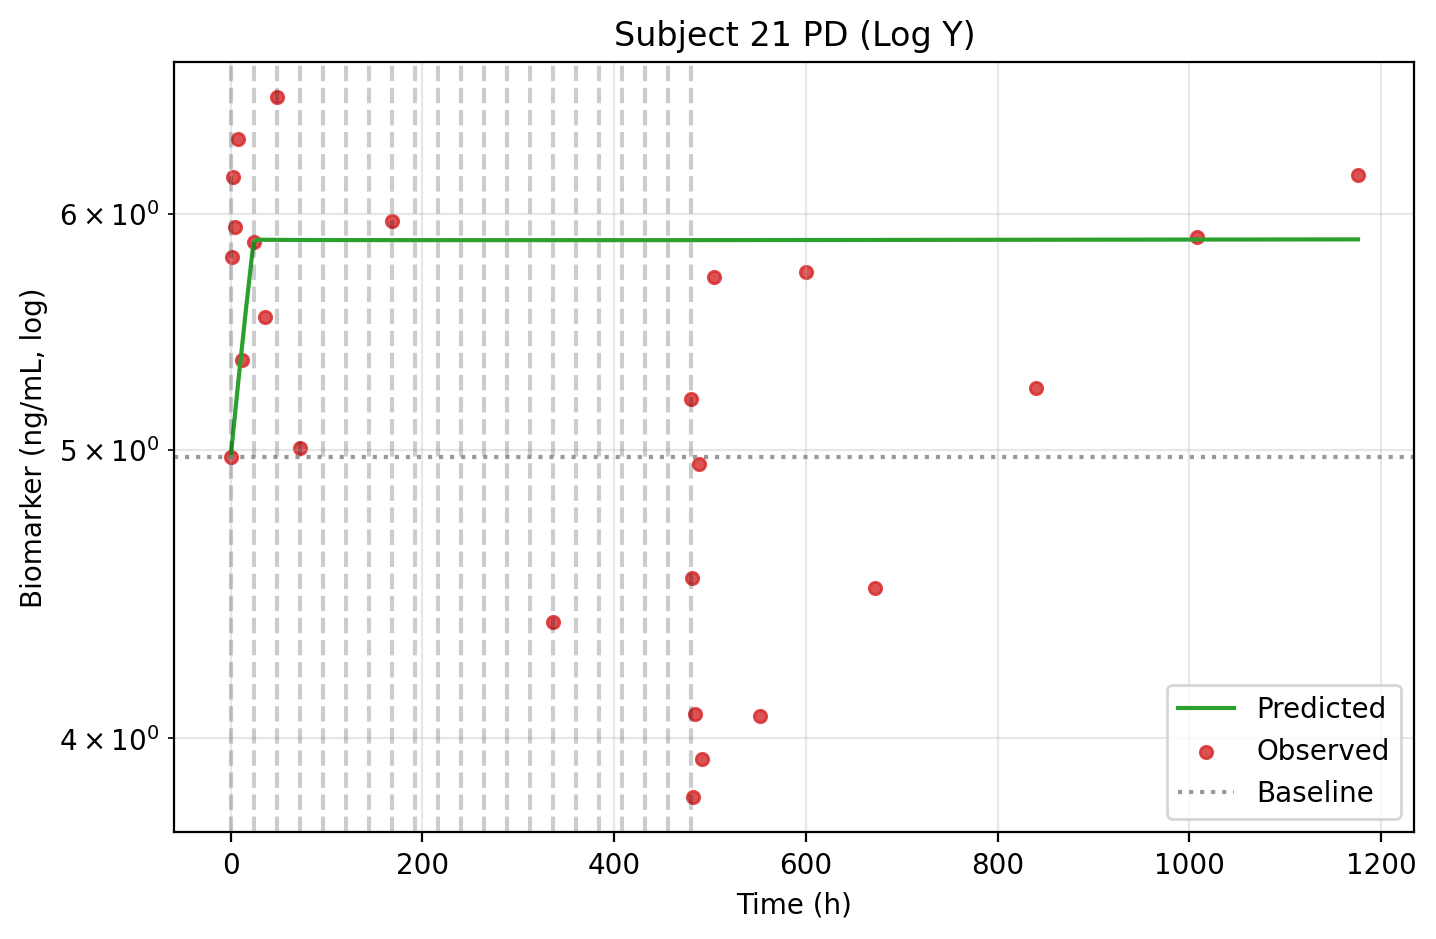 Subject 21 PD (Log Y)
Biomarker (ng/mL, log)
6 × 10⁰
5 × 10⁰
4 × 10⁰
0 200 400 600 800 1000 1200
Time (h)
Predicted
Observed
Baseline